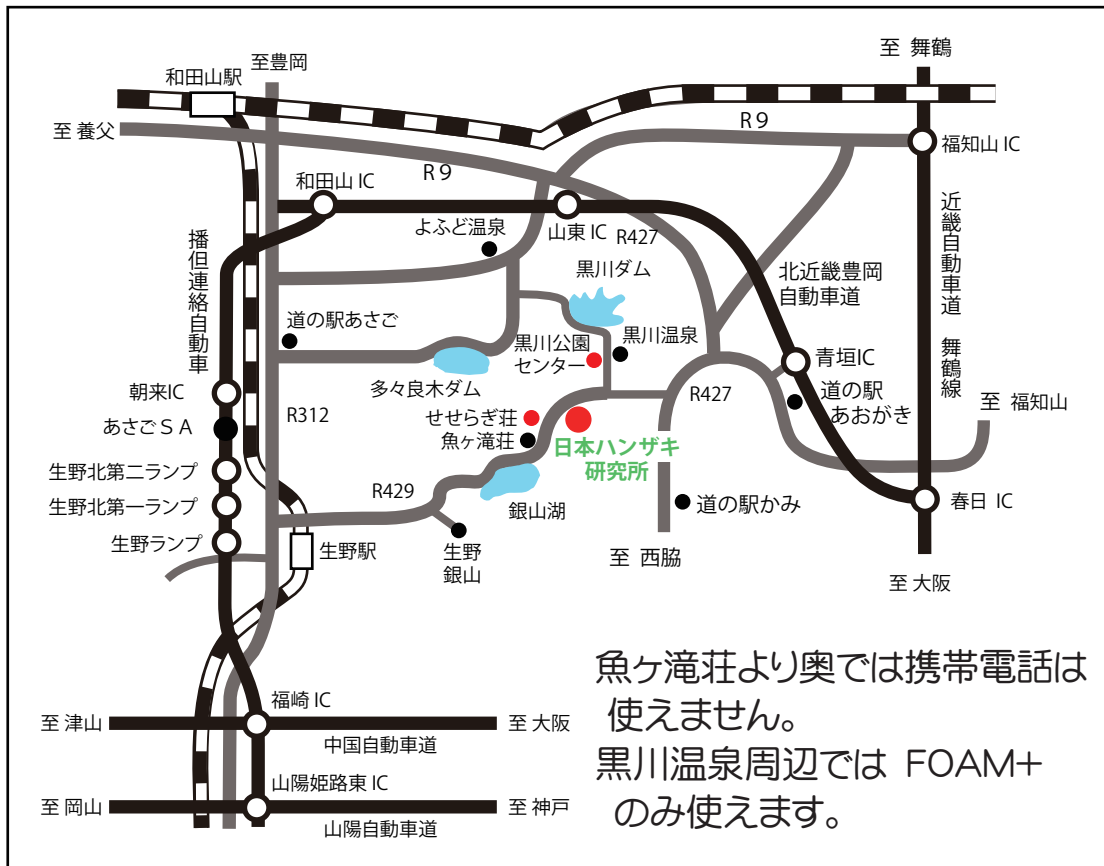 至豊岡
至 舞鶴
和田山駅
至 養父
R 9
R 9
福知山 IC
和田山 IC
よふど温泉
山東 IC
R427
黒川ダム
播但連絡自動車
近畿自動車道 舞鶴線
北近畿豊岡
自動車道
道の駅あさご
黒川公園
センター
黒川温泉
青垣IC
多々良木ダム
朝来IC
R312
R427
道の駅
あおがき
至 福知山
あさごＳＡ
せせらぎ荘
魚ヶ滝荘
日本ハンザキ
研究所
生野北第二ランプ
R429
銀山湖
道の駅かみ
春日 IC
生野北第一ランプ
生野ランプ
生野駅
生野
銀山
至 西脇
至 大阪
魚ヶ滝荘より奥では携帯電話は
使えません。
黒川温泉周辺では FOAM+
のみ使えます。
福崎 IC
至 津山
至 大阪
中国自動車道
山陽姫路東 IC
至 岡山
至 神戸
山陽自動車道